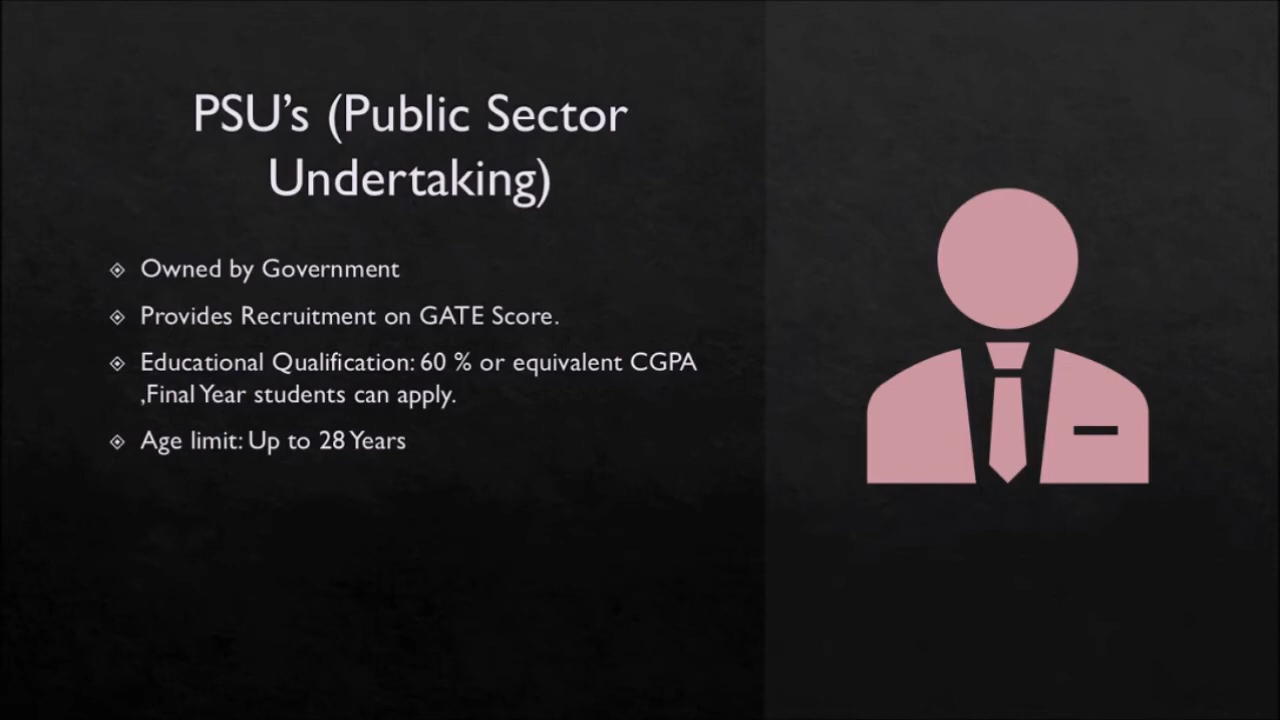 PSU's (Public Sector
Undertaking)
Owned by Government
Provides Recruitment on GATE Score.
Educational Qualification: 60 % or equivalent CGPA
,Final Year students can apply.
Age limit: Up to 28 Years